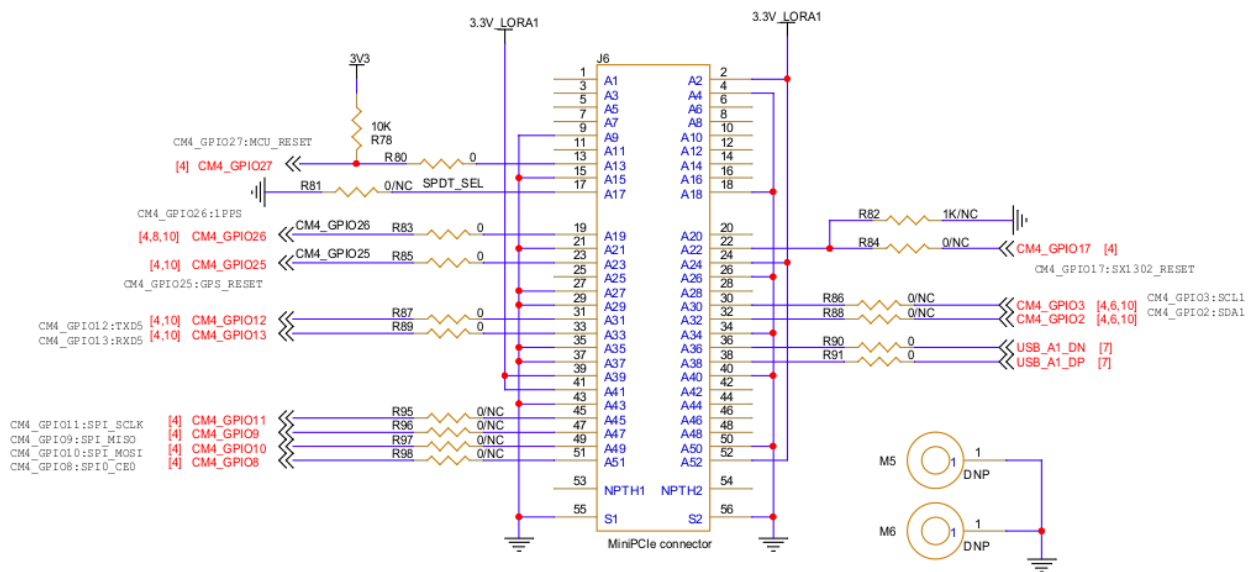 3.3V_LORA1
3.3V_LORA1
3V3
J6
10K
R78
CM4_GPIO27:MCU_RESET
[4] CM4_GPIO27
R80 0
R81 0/NC SPDT_SEL
CM4_GPIO26:1PPS
[4,8,10] CM4_GPIO26
CM4_GPIO26 R83 0
[4,10] CM4_GPIO25
CM4_GPIO25 R85 0
CM4_GPIO25:GPS_RESET
CM4_GPIO12:TXD5 [4,10] CM4_GPIO12 R87 0
CM4_GPIO13:RXD5 [4,10] CM4_GPIO13 R89 0
CM4_GPIO11:SPI_SCLK [4] CM4_GPIO11 R95 0/NC
CM4_GPIO9:SPI_MISO [4] CM4_GPIO9 R96 0/NC
CM4_GPIO10:SPI_MOSI [4] CM4_GPIO10 R97 0/NC
CM4_GPIO8:SPI0_CE0 [4] CM4_GPIO8 R98 0/NC
1 A1 A2 2
3 A3 A4 4
5 A5 A6 6
7 A7 A8 8
9 A9 A10 10
11 A11 A12 12
13 A13 A14 14
15 A15 A16 16
17 A17 A18 18
19 A19 A20 20
21 A21 A22 22
23 A23 A24 24
25 A25 A26 26
27 A27 A28 28
29 A29 A30 30
31 A31 A32 32
33 A33 A34 34
35 A35 A36 36
37 A37 A38 38
39 A39 A40 40
41 A41 A42 42
43 A43 A44 44
45 A45 A46 46
47 A47 A48 48
49 A49 A50 50
51 A51 A52 52
53 NPTH1 NPTH2 54
55 S1 S2 56
MiniPCIe connector
R82 1K/NC
R84 0/NC CM4_GPIO17 [4]
CM4_GPIO17:SX1302_RESET
R86 0/NC CM4_GPIO3 [4,6,10] CM4_GPIO3:SCL1
R88 0/NC CM4_GPIO2 [4,6,10] CM4_GPIO2:SDA1
R90 0 USB_A1_DN [7]
R91 0 USB_A1_DP [7]
M5 1 1
DNP
M6 1 1
DNP